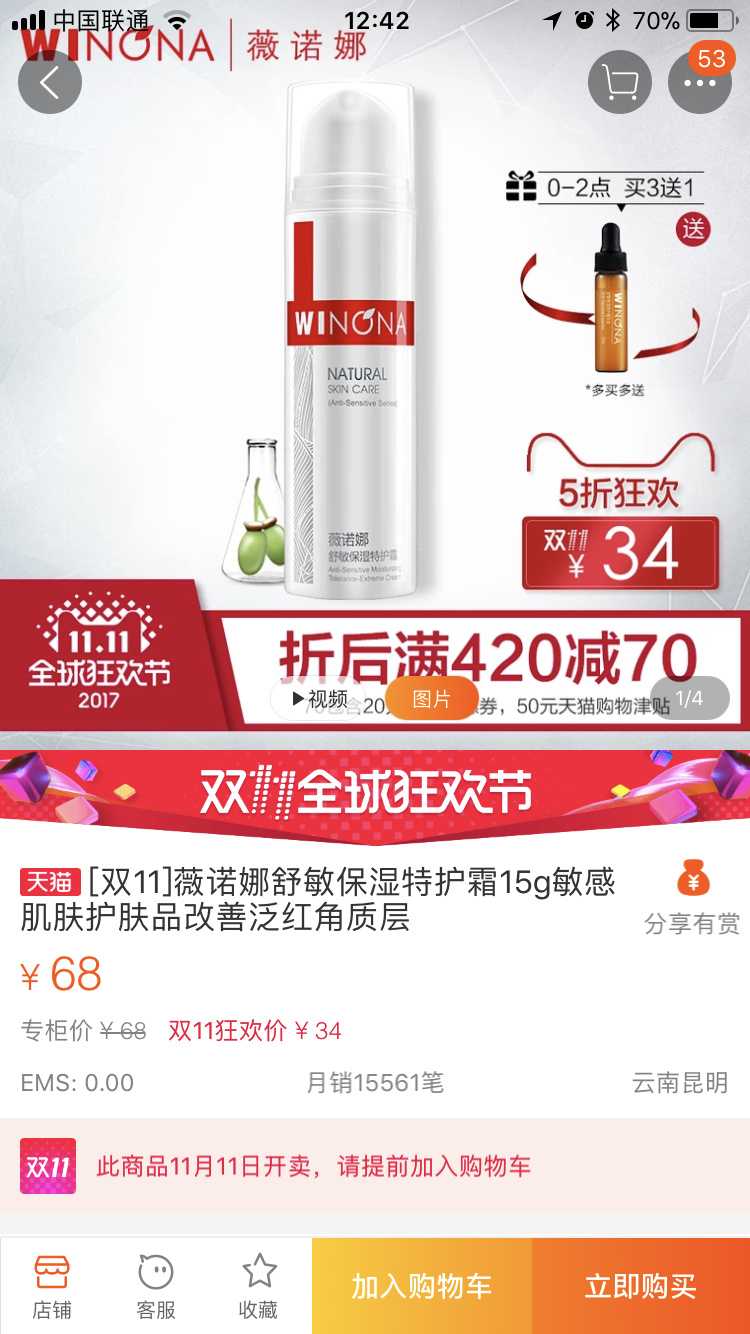 中国联通
12:42
70%
WINONA 薇诺娜
53
0-2点 买3送1
送
WINONA
*多买多送
WINONA
NATURAL
SKIN CARE
(Anti-Sensitive Series)
薇诺娜
舒敏保湿特护霜
Anti-Sensitive Moisturizing
Tolerance-Extreme Cream
5折狂欢
双11
¥34
11.11
全球狂欢节
2017
折后满420减70
券，50元天猫购物津贴
视频
图片
1/4
双11全球狂欢节
天猫 [双11]薇诺娜舒敏保湿特护霜15g敏感
肌肤护肤品改善泛红角质层
分享有赏
¥68
专柜价¥68 双11狂欢价¥34
EMS: 0.00 月销15561笔 云南昆明
双11 此商品11月11日开卖，请提前加入购物车
店铺 客服 收藏 加入购物车 立即购买